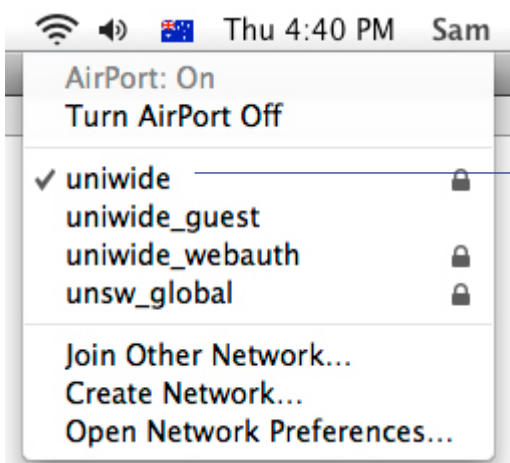 Thu 4:40 PM Sam
AirPort: On
Turn AirPort Off
uniwide
uniwide_guest
uniwide_webauth
unsw_global
Join Other Network...
Create Network...
Open Network Preferences...